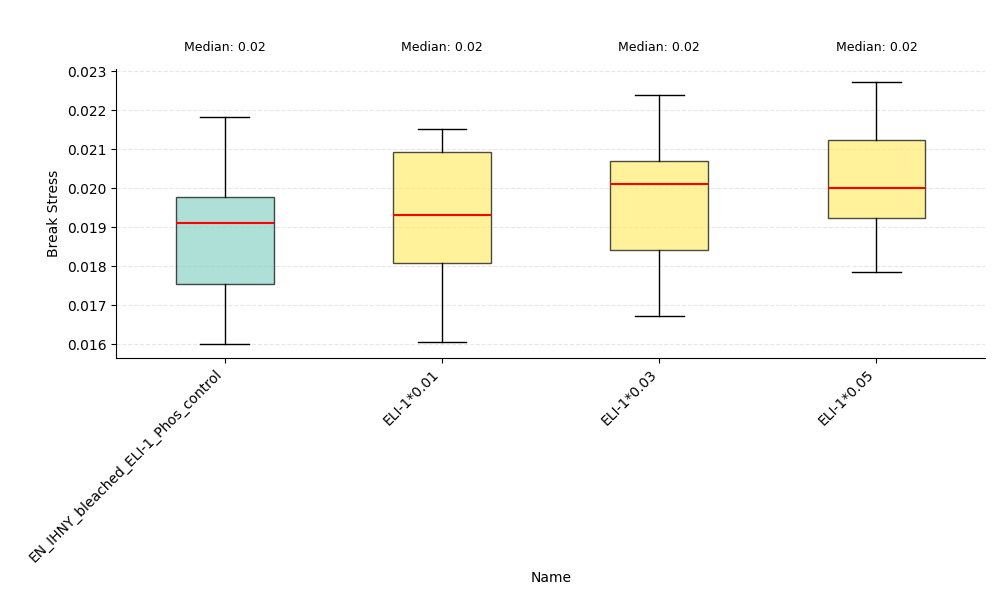 Median: 0.02 Median: 0.02 Median: 0.02 Median: 0.02
0.023
0.022
0.021
0.020
0.019
0.018
0.017
0.016
Break Stress
EN_IHNY_bleached_ELI-1_Phos_control
ELI-1*0.01
ELI-1*0.03
ELI-1*0.05
Name